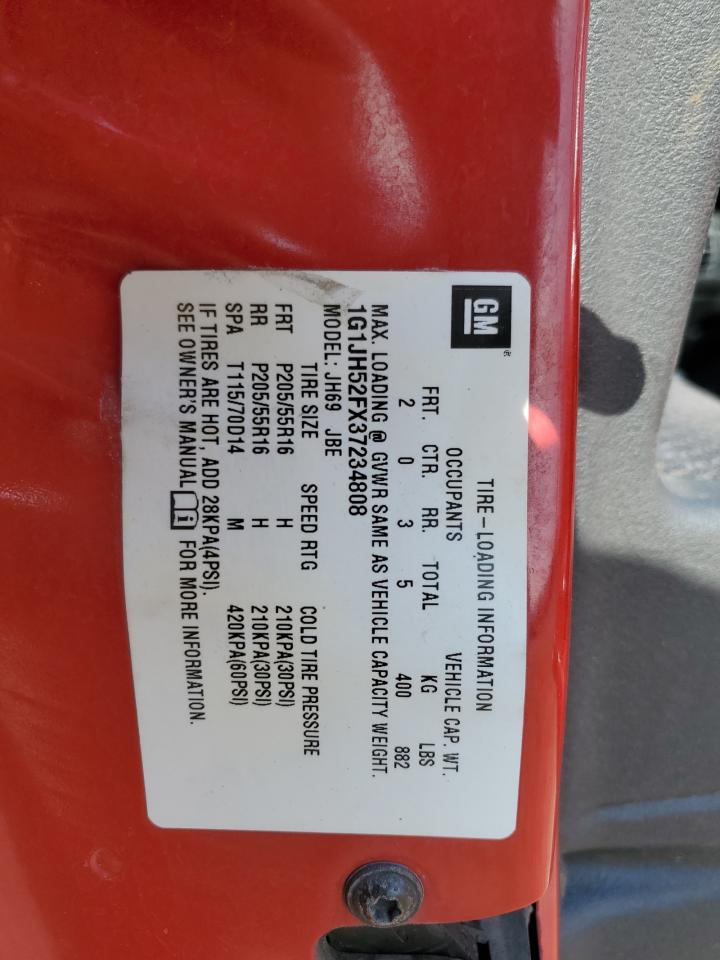 GM
TIRE-LOADING INFORMATION
OCCUPANTS VEHICLE CAP. WT.
FRT. CTR. RR. TOTAL KG LBS
2 0 3 5 400 882
MAX. LOADING @ GVWR SAME AS VEHICLE CAPACITY WEIGHT.
1G1JH52FX37234808
MODEL: JH69 JBE
TIRE SIZE SPEED RTG COLD TIRE PRESSURE
FRT P205/55R16 H 210KPA(30PSI)
RR P205/55R16 H 210KPA(30PSI)
SPA T115/70D14 M 420KPA(60PSI)
IF TIRES ARE HOT, ADD 28KPA(4PSI).
SEE OWNER'S MANUAL i FOR MORE INFORMATION.